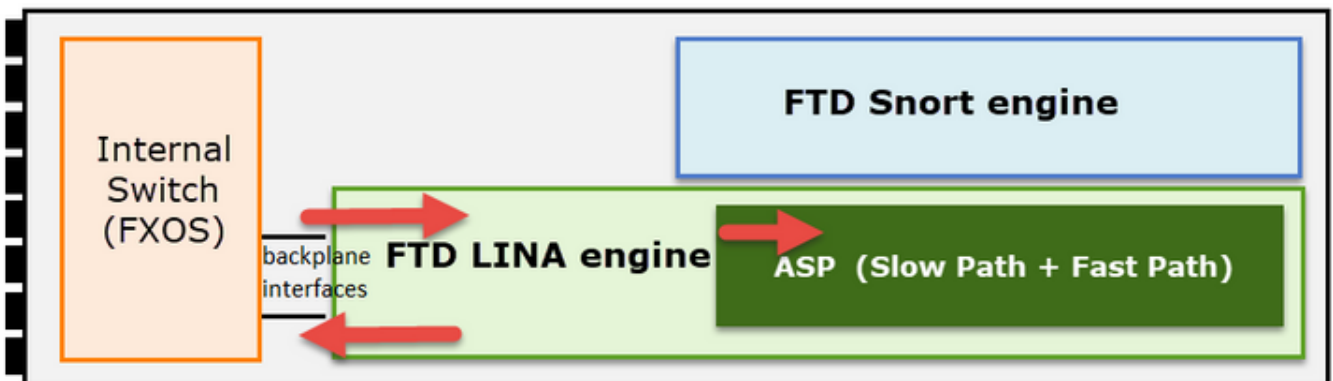 Internal
Switch
(FXOS)
FTD Snort engine
backplane
interfaces
FTD LINA engine
ASP (Slow Path + Fast Path)